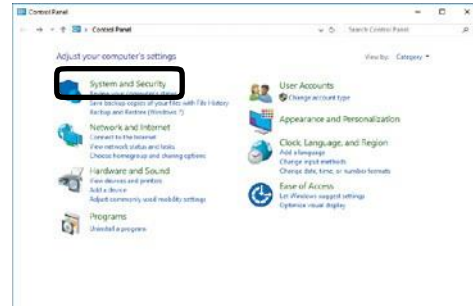 Control Panel
Control Panel
Search Control Panel
Adjust your computer's settings
View by: Category
System and Security
Review your computer's status
Save backup copies of your files with File History
Backup and Restore (Windows 7)
Network and Internet
Connect to the Internet
View network status and tasks
Choose homegroup and sharing options
Hardware and Sound
View devices and printers
Add a device
Adjust commonly used mobility settings
Programs
Uninstall a program
User Accounts
Change account type
Appearance and Personalization
Clock, Language, and Region
Add a language
Change input methods
Change date, time, or number formats
Ease of Access
Let Windows suggest settings
Optimize visual display